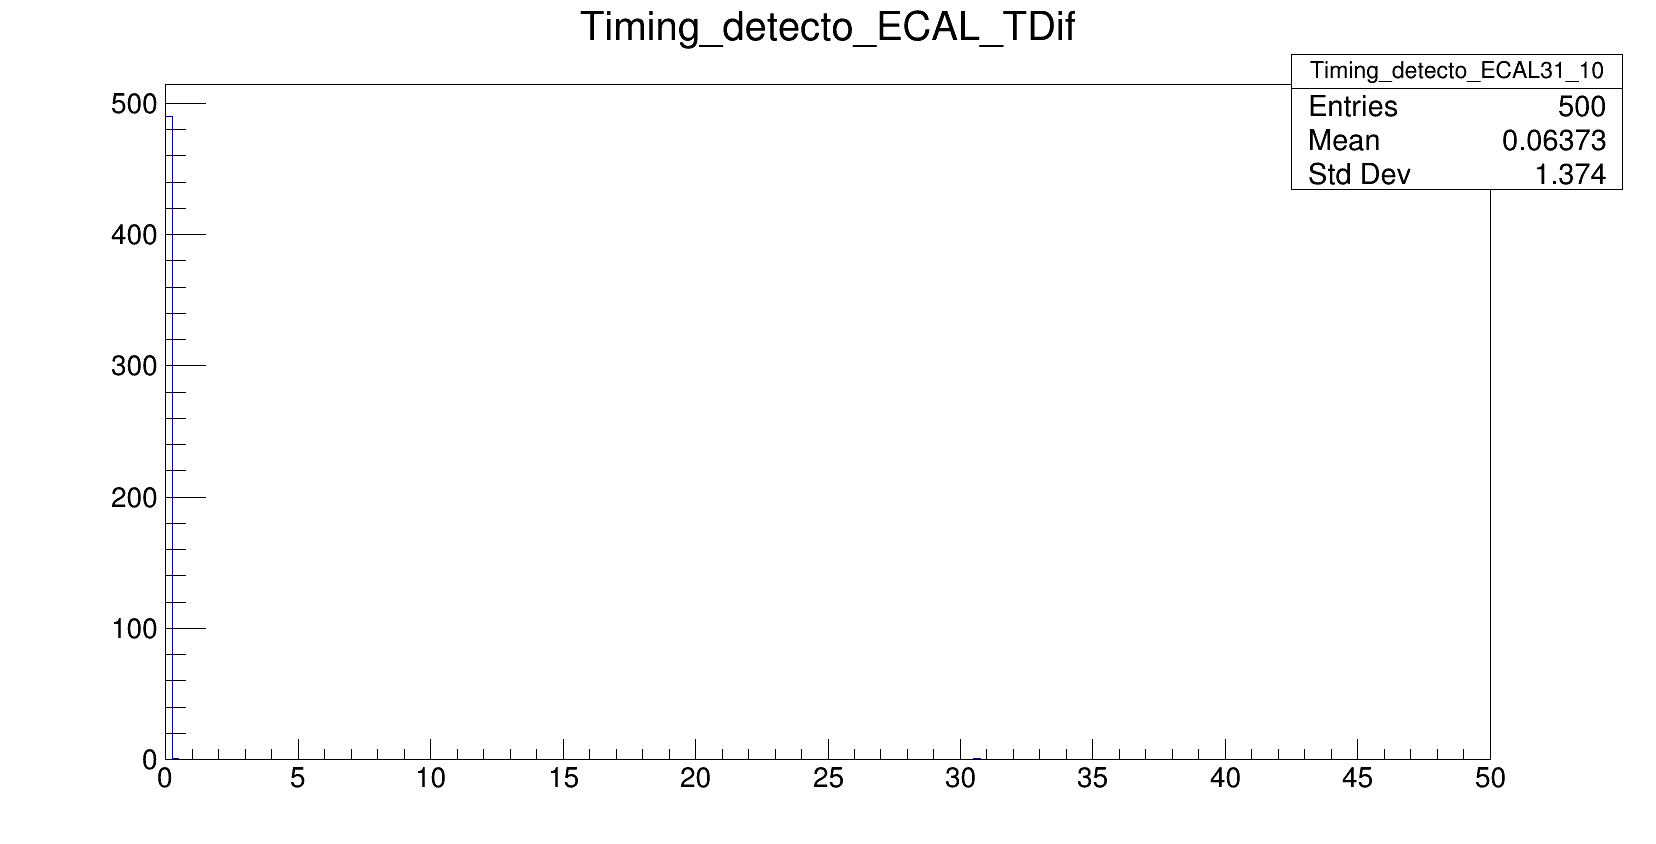 Timing_detecto_ECAL_TDif
Timing_detecto_ECAL31_10
Entries 500
Mean 0.06373
Std Dev 1.374
500
400
300
200
100
0
0 5 10 15 20 25 30 35 40 45 50